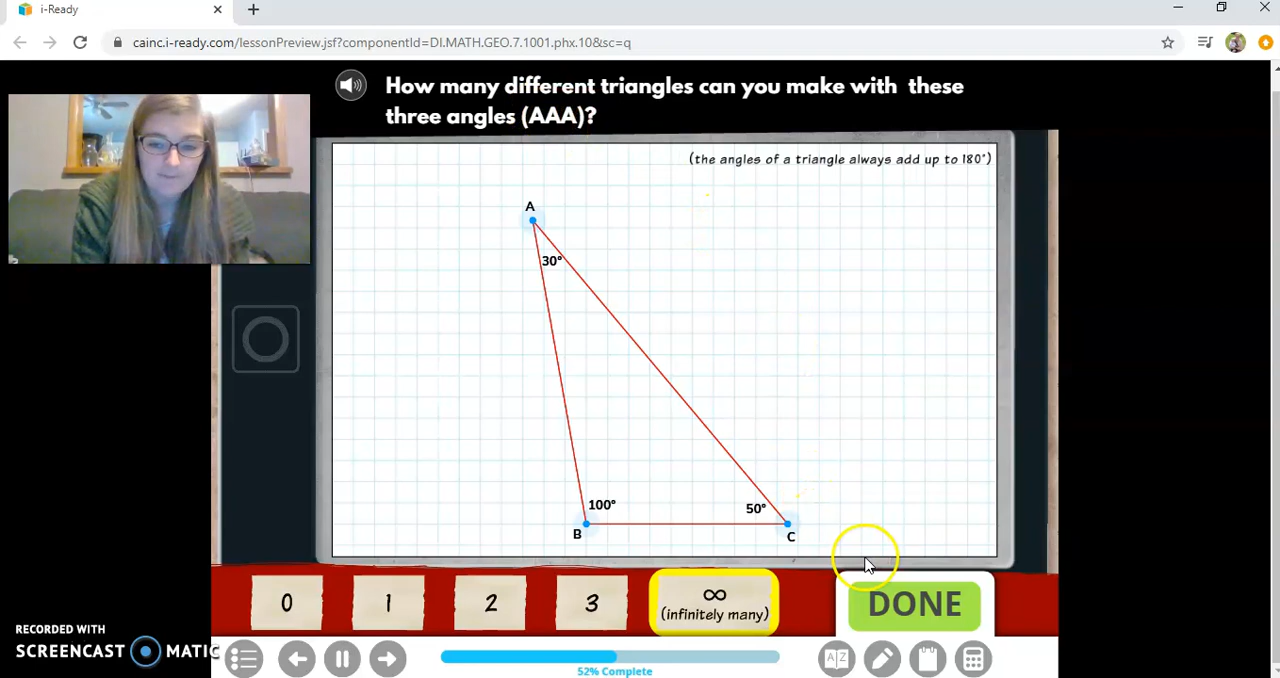 i-Ready
cainc.i-ready.com/lessonPreview.jsf?componentId=DI.MATH.GEO.7.1001.phx.10&sc=q
How many different triangles can you make with these
three angles (AAA)?
(the angles of a triangle always add up to 180°)
A
30°
100°
50°
B
C
0
1
2
3
∞
(infinitely many)
DONE
RECORDED WITH
SCREENCAST MATIC
52% Complete
A Z